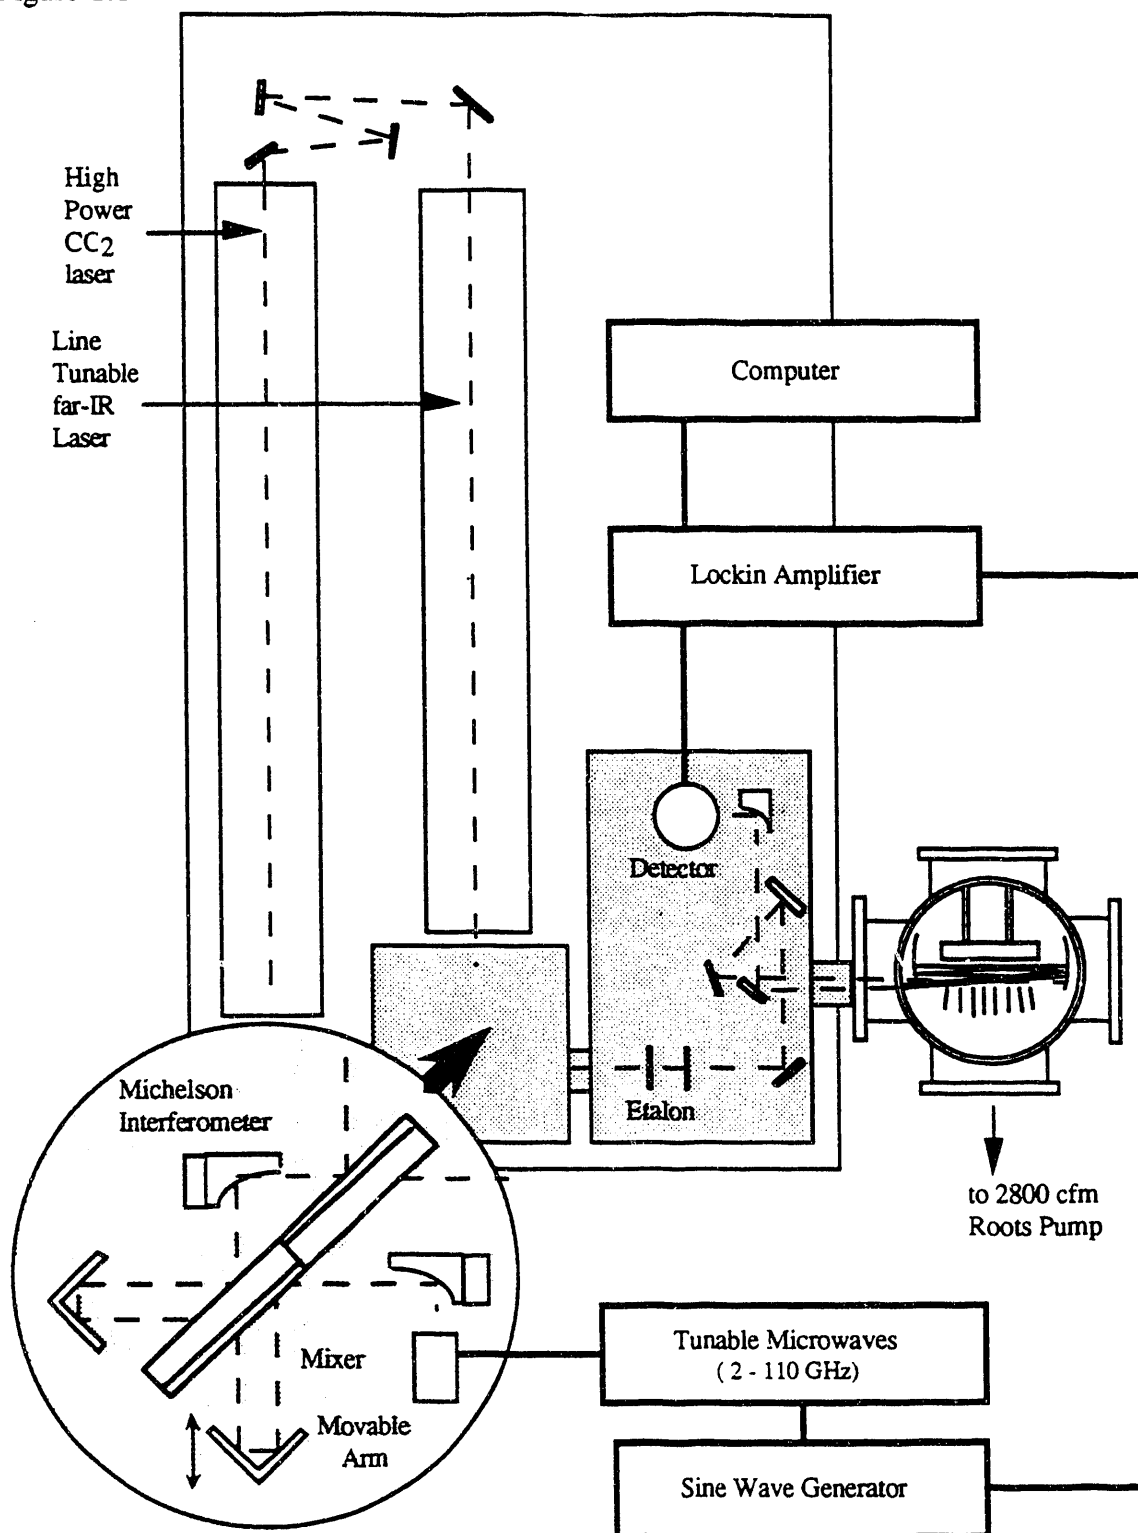 High
Power
CC2
laser
Line
Tunable
far-IR
Laser
Computer
Lockin Amplifier
Detector
Etalon
Michelson
Interferometer
to 2800 cfm
Roots Pump
Mixer
Movable
Arm
Tunable Microwaves
( 2 - 110 GHz)
Sine Wave Generator